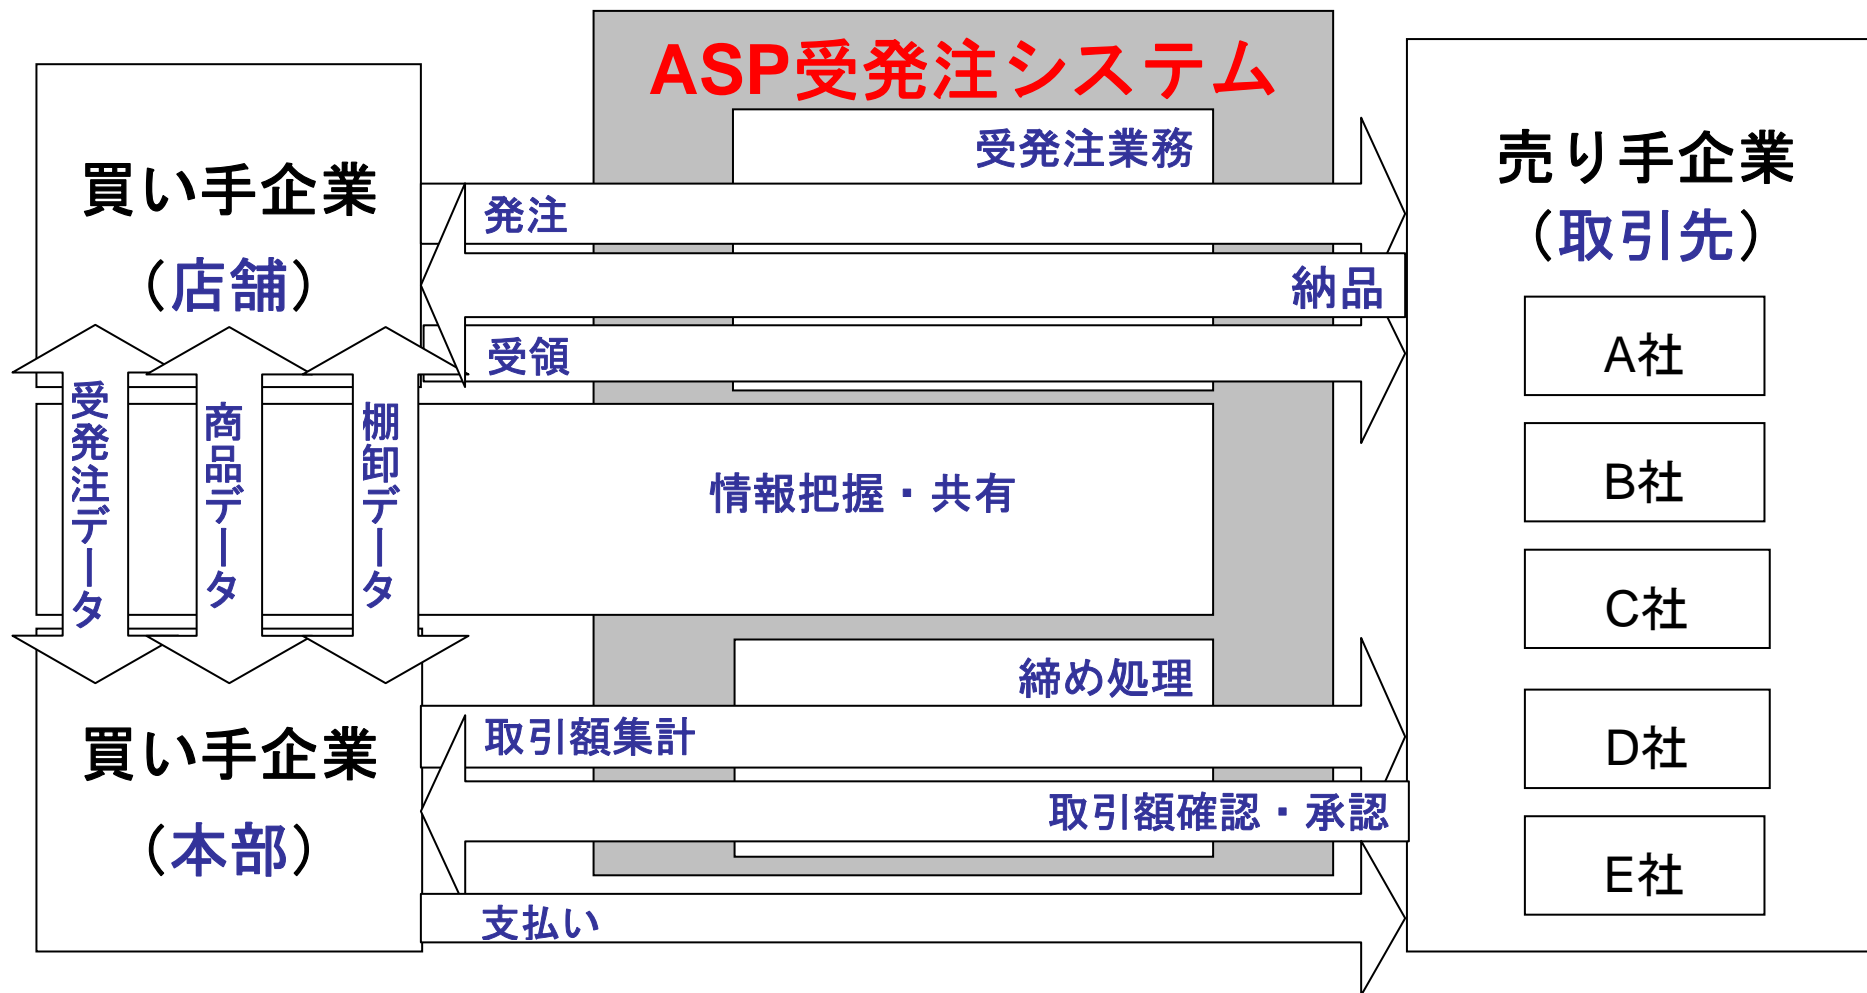 ASP受発注システム
買い手企業
（店舗）
受発注業務
発注
納品
受領
受発注データ
商品データ
棚卸データ
情報把握・共有
買い手企業
（本部）
締め処理
取引額集計
取引額確認・承認
支払い
売り手企業
（取引先）
A社
B社
C社
D社
E社